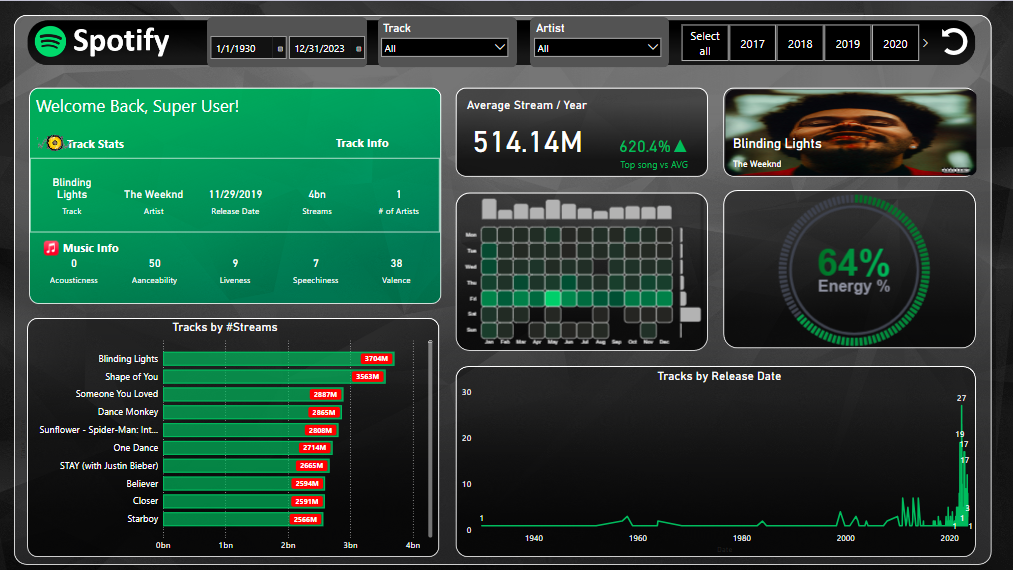 Spotify
1/1/1930
12/31/2023
Track
All
Artist
All
Select
all
2017
2018
2019
2020
Welcome Back, Super User!
Track Stats
Track Info
Blinding
Lights
Track
The Weeknd
Artist
11/29/2019
Release Date
4bn
Streams
1
# of Artists
Music Info
0
Acousticness
50
Aanceability
9
Liveness
7
Speechiness
38
Valence
Average Stream / Year
514.14M
620.4%
Top song vs AVG
Blinding Lights
The Weeknd
Mon
Tue
Wed
Thu
Fri
Sat
Sun
Jan
Feb
Mar
Apr
May
Jun
Jul
Aug
Sep
Oct
Nov
Dec
64%
Energy %
Tracks by #Streams
Blinding Lights 3704M
Shape of You 3563M
Someone You Loved 2887M
Dance Monkey 2865M
Sunflower - Spider-Man: Int... 2808M
One Dance 2714M
STAY (with Justin Bieber) 2665M
Believer 2594M
Closer 2591M
Starboy 2566M
0bn 1bn 2bn 3bn 4bn
Tracks by Release Date
30
20
10
0
1
27
19
17
17
3
1
1
1
1940 1960 1980 2000 2020
Date